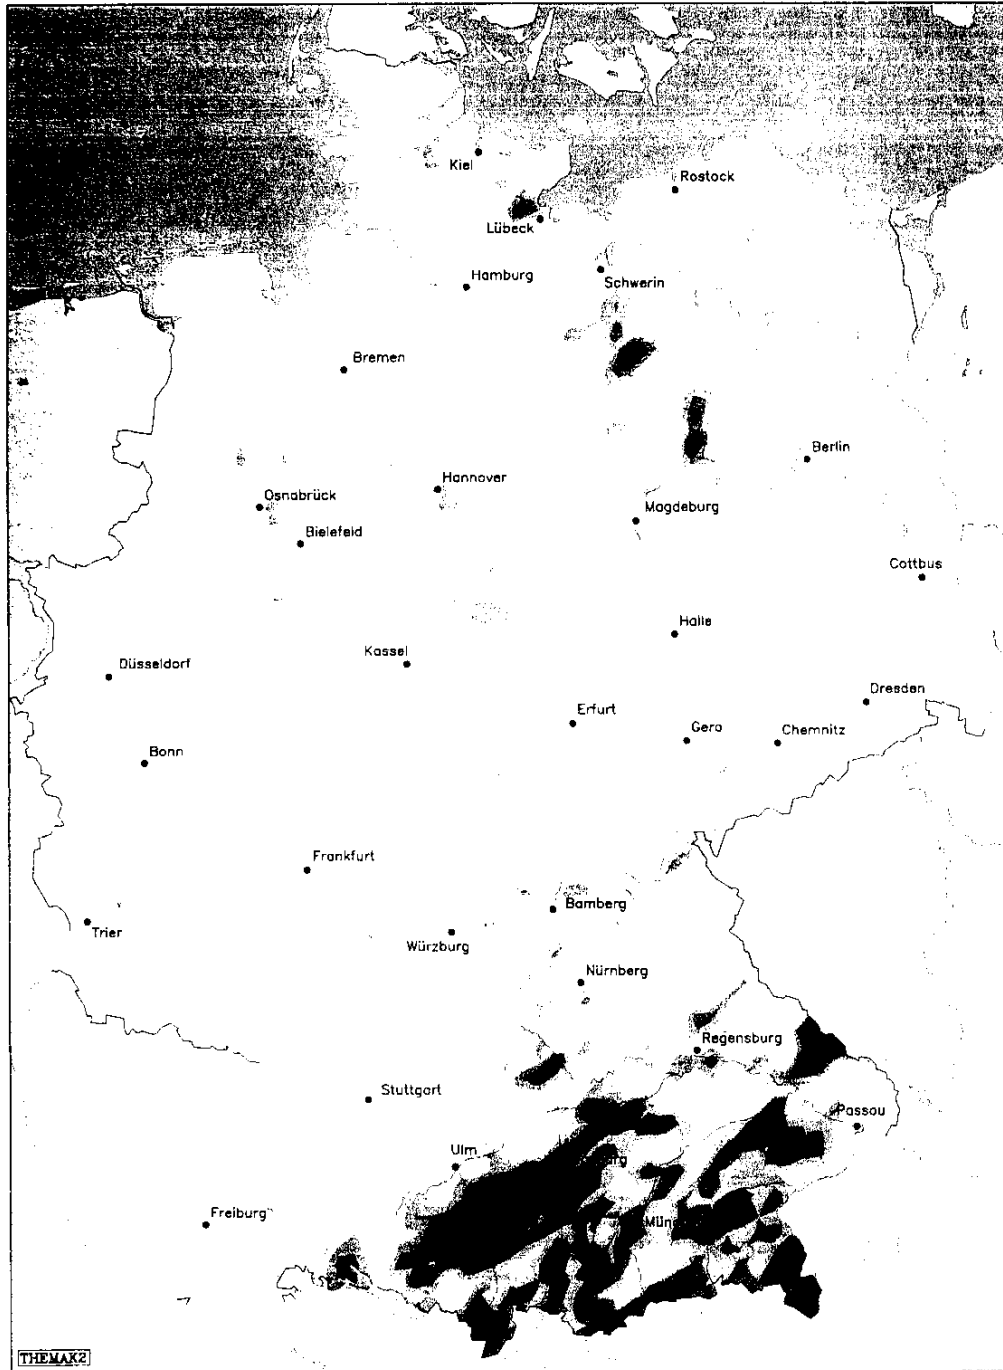 Kiel
Rostock
Lübeck
Hamburg
Schwerin
Bremen
Berlin
Hannover
Osnabrück
Magdeburg
Bielefeld
Cottbus
Halle
Kassel
Düsseldorf
Dresden
Erfurt
Gera
Chemnitz
Bonn
Frankfurt
Bamberg
Trier
Würzburg
Nürnberg
Regensburg
Stuttgart
Passau
Ulm
Freiburg
THEMAK2